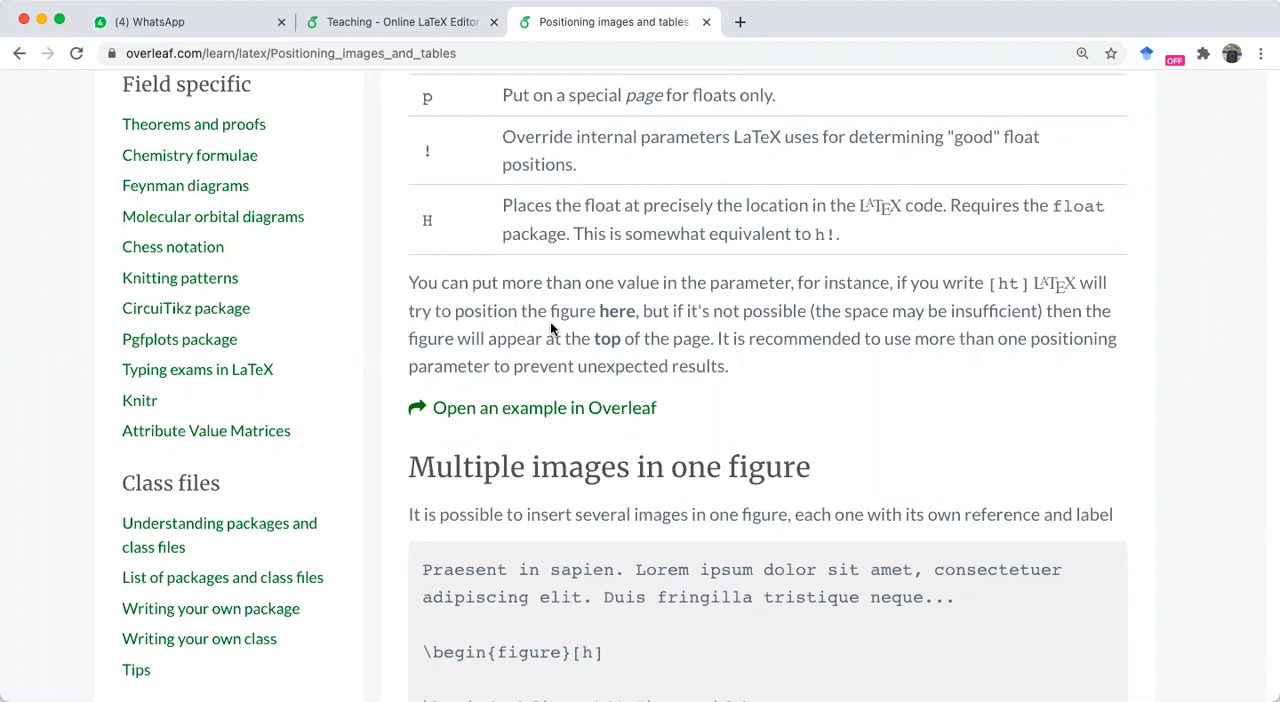 (4) WhatsApp
Teaching - Online LaTeX Editor
Positioning images and tables
overleaf.com/learn/latex/Positioning_images_and_tables
OFF
Field specific
Theorems and proofs
Chemistry formulae
Feynman diagrams
Molecular orbital diagrams
Chess notation
Knitting patterns
CircuiTikz package
Pgfplots package
Typing exams in LaTeX
Knitr
Attribute Value Matrices
Class files
Understanding packages and
class files
List of packages and class files
Writing your own package
Writing your own class
Tips
p Put on a special page for floats only.
! Override internal parameters LaTeX uses for determining "good" float
positions.
H Places the float at precisely the location in the LATEX code. Requires the float
package. This is somewhat equivalent to h!.
You can put more than one value in the parameter, for instance, if you write [ht] LATEX will
try to position the figure here, but if it's not possible (the space may be insufficient) then the
figure will appear at the top of the page. It is recommended to use more than one positioning
parameter to prevent unexpected results.
Open an example in Overleaf
Multiple images in one figure
It is possible to insert several images in one figure, each one with its own reference and label
Praesent in sapien. Lorem ipsum dolor sit amet, consectetuer
adipiscing elit. Duis fringilla tristique neque...
\begin{figure}[h]